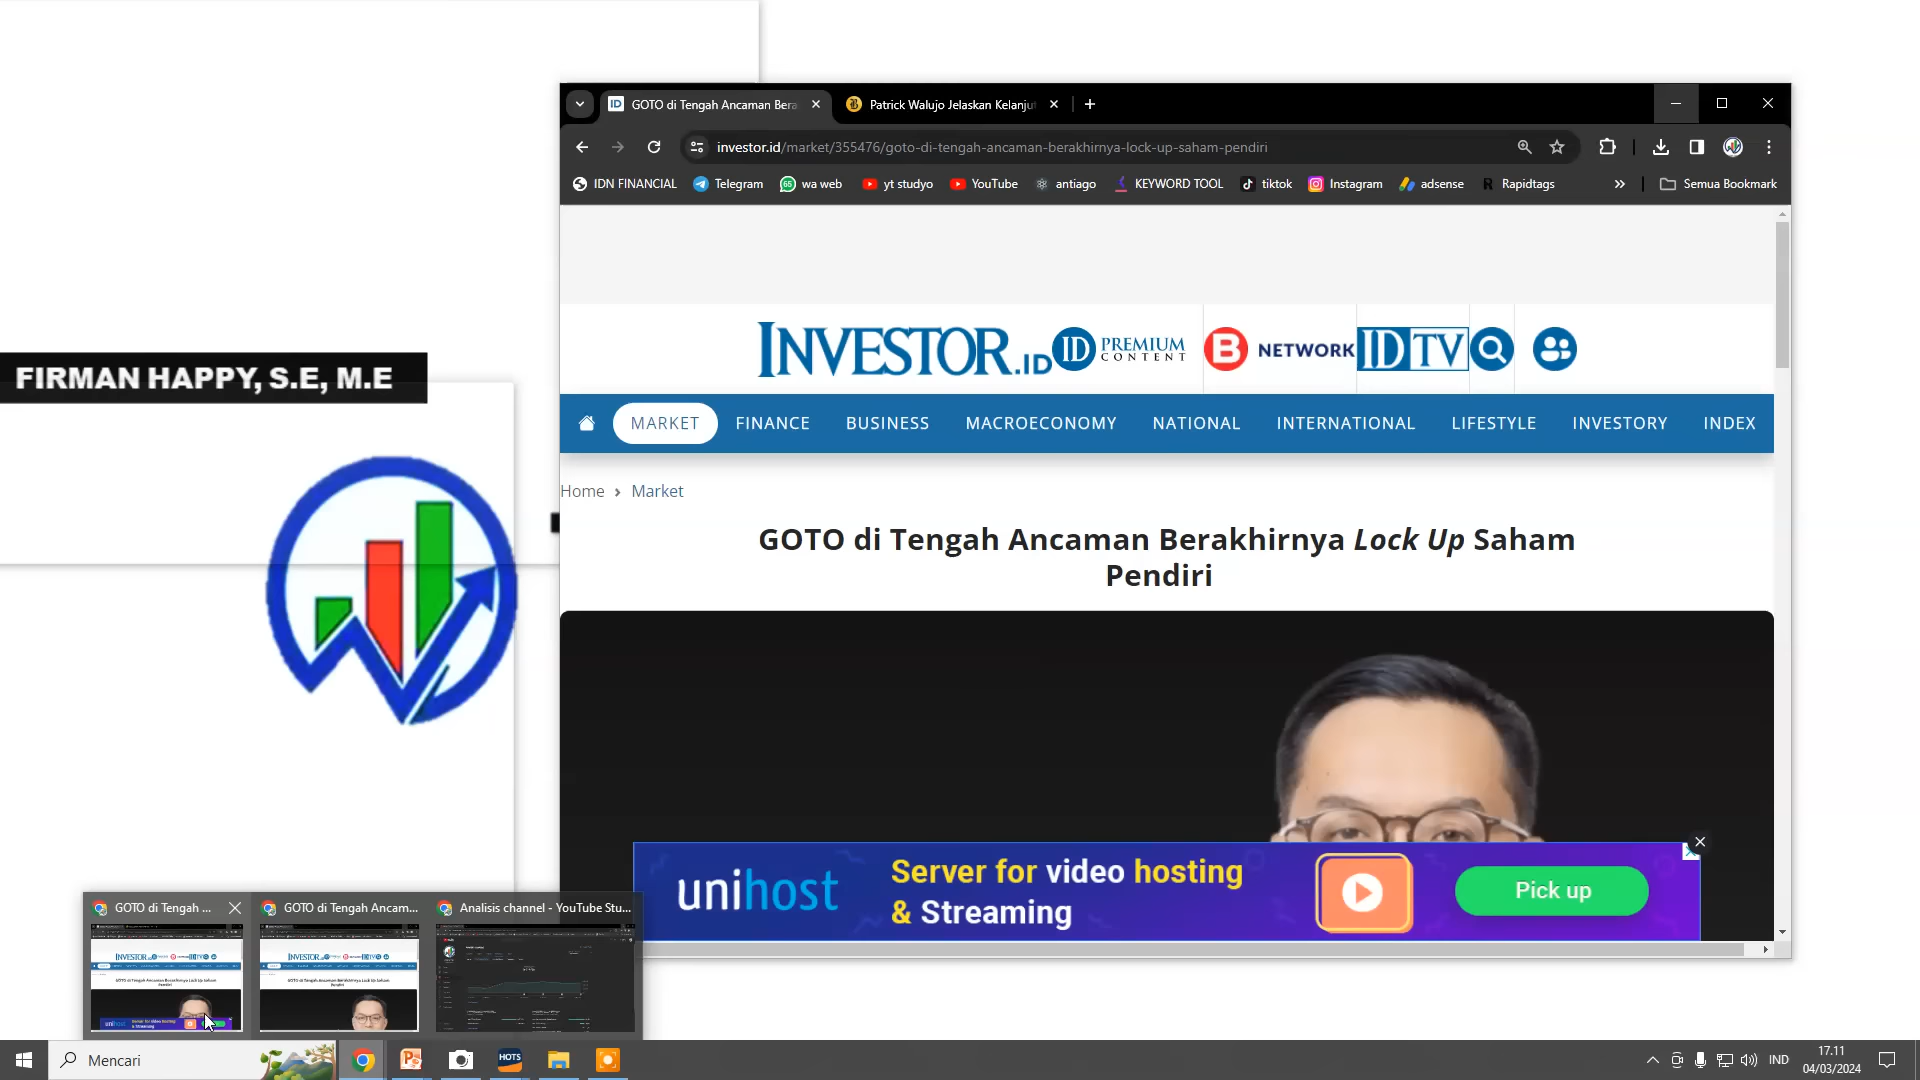 GOTO di Tengah Ancaman Bera
Patrick Walujo Jelaskan Kelanju
investor.id/market/355476/goto-di-tengah-ancaman-berakhirnya-lock-up-saham-pendiri
IDN FINANCIAL
Telegram
wa web
yt studyo
YouTube
antiago
KEYWORD TOOL
tiktok
Instagram
adsense
Rapidtags
Semua Bookmark
INVESTOR.ID
ID PREMIUM CONTENT
B NETWORK
IDTV
MARKET
FINANCE
BUSINESS
MACROECONOMY
NATIONAL
INTERNATIONAL
LIFESTYLE
INVESTORY
INDEX
FIRMAN HAPPY, S.E, M.E
Home › Market
GOTO di Tengah Ancaman Berakhirnya Lock Up Saham
Pendiri
unihost
Server for video hosting
& Streaming
Pick up
GOTO di Tengah ...
GOTO di Tengah Ancam...
Analisis channel - YouTube Stu...
Mencari
HOTS
IND
17.11
04/03/2024